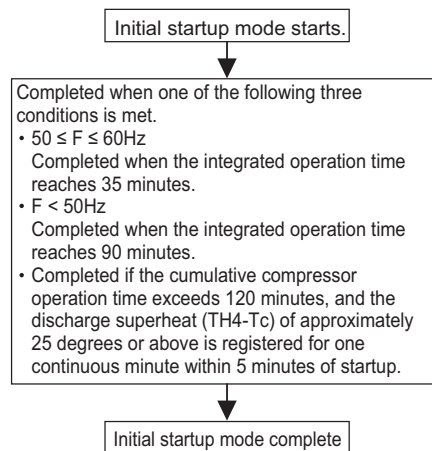 Initial startup mode starts.
Completed when one of the following three
conditions is met.
・50 ≤ F ≤ 60Hz
Completed when the integrated operation time
reaches 35 minutes.
・F < 50Hz
Completed when the integrated operation time
reaches 90 minutes.
・Completed if the cumulative compressor
operation time exceeds 120 minutes, and the
discharge superheat (TH4-Tc) of approximately
25 degrees or above is registered for one
continuous minute within 5 minutes of startup.
Initial startup mode complete